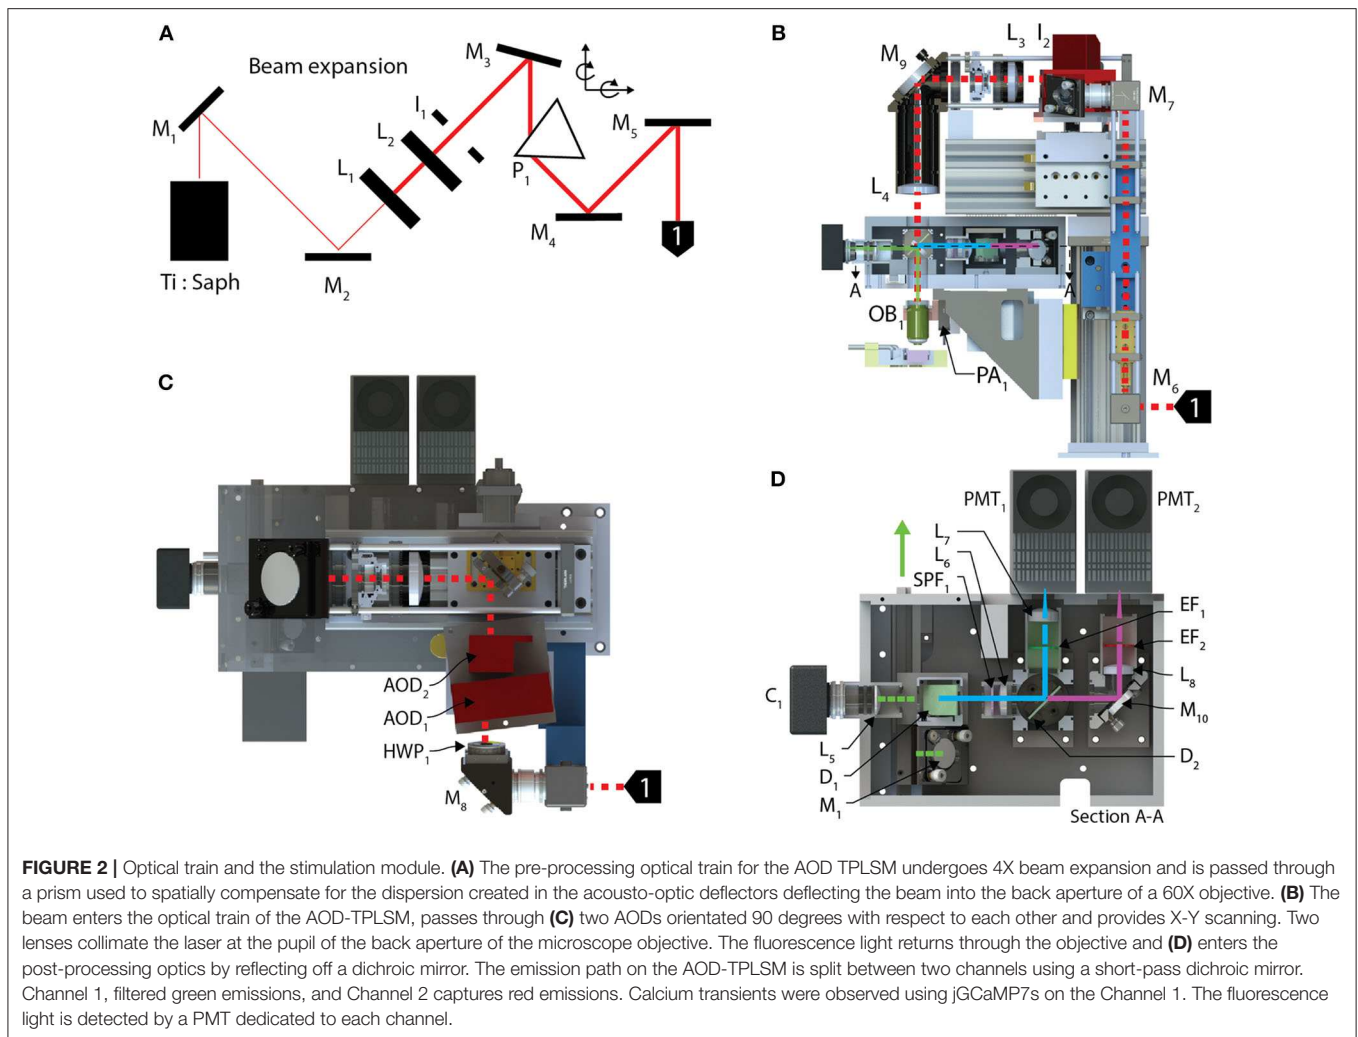 A
Beam expansion
M1
M2
M3
M4
M5
L1
L2
I1
P1
Ti : Saph
1
B
M9
L3
I2
M7
L4
A
A
OB1
PA1
M6
1
C
AOD2
AOD1
HWP1
M8
1
D
PMT1
PMT2
L7
L6
SPF1
EF1
EF2
L8
M10
C1
L5
D1
M1
D2
Section A-A
FIGURE 2 | Optical train and the stimulation module. (A) The pre-processing optical train for the AOD TPLSM undergoes 4X beam expansion and is passed through
a prism used to spatially compensate for the dispersion created in the acousto-optic deflectors deflecting the beam into the back aperture of a 60X objective. (B) The
beam enters the optical train of the AOD-TPLSM, passes through (C) two AODs orientated 90 degrees with respect to each other and provides X-Y scanning. Two
lenses collimate the laser at the pupil of the back aperture of the microscope objective. The fluorescence light returns through the objective and (D) enters the
post-processing optics by reflecting off a dichroic mirror. The emission path on the AOD-TPLSM is split between two channels using a short-pass dichroic mirror.
Channel 1, filtered green emissions, and Channel 2 captures red emissions. Calcium transients were observed using jGCaMP7s on the Channel 1. The fluorescence
light is detected by a PMT dedicated to each channel.